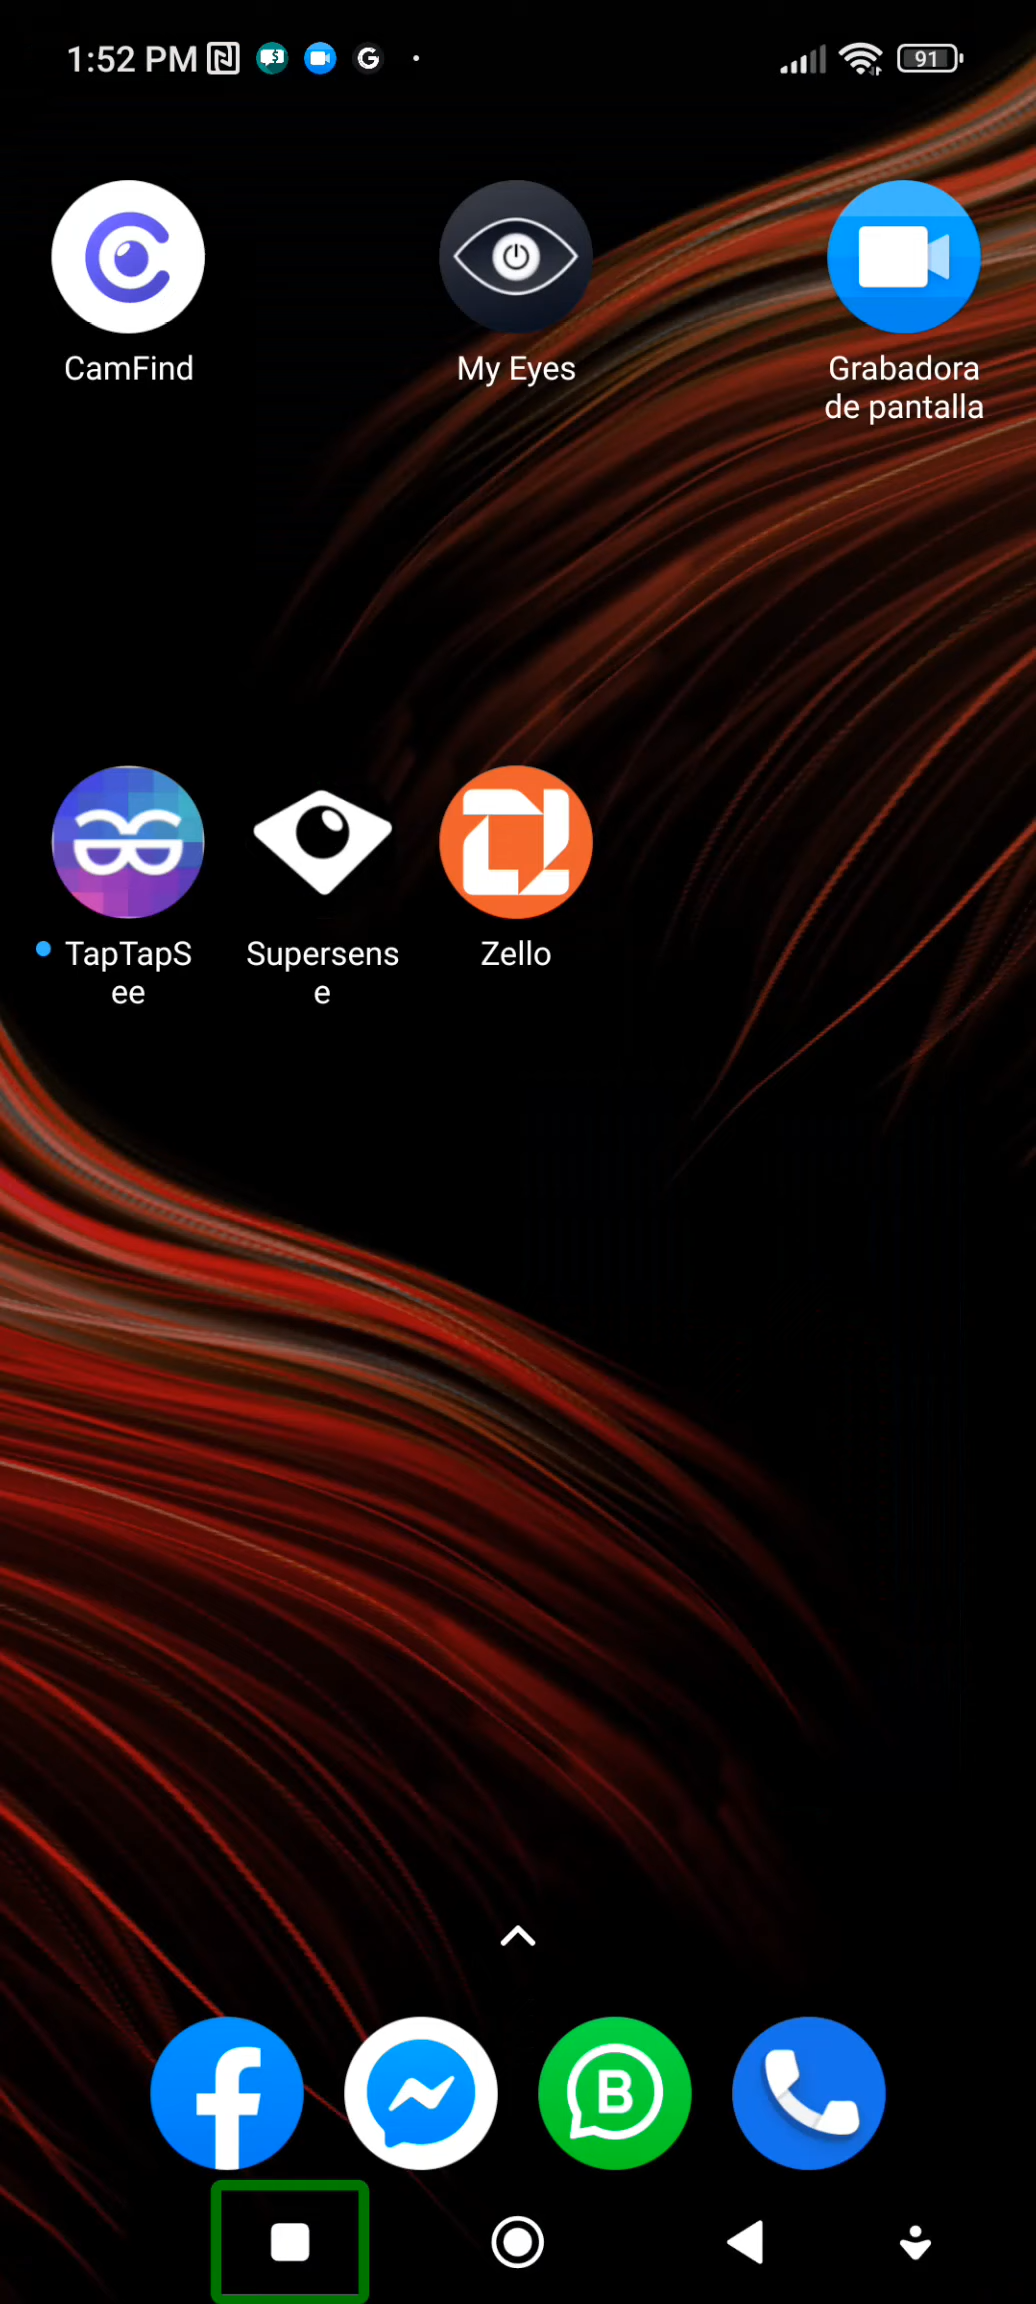 1:52 PM
91
CamFind
My Eyes
Grabadora
de pantalla
TapTapS
ee
Supersens
e
Zello